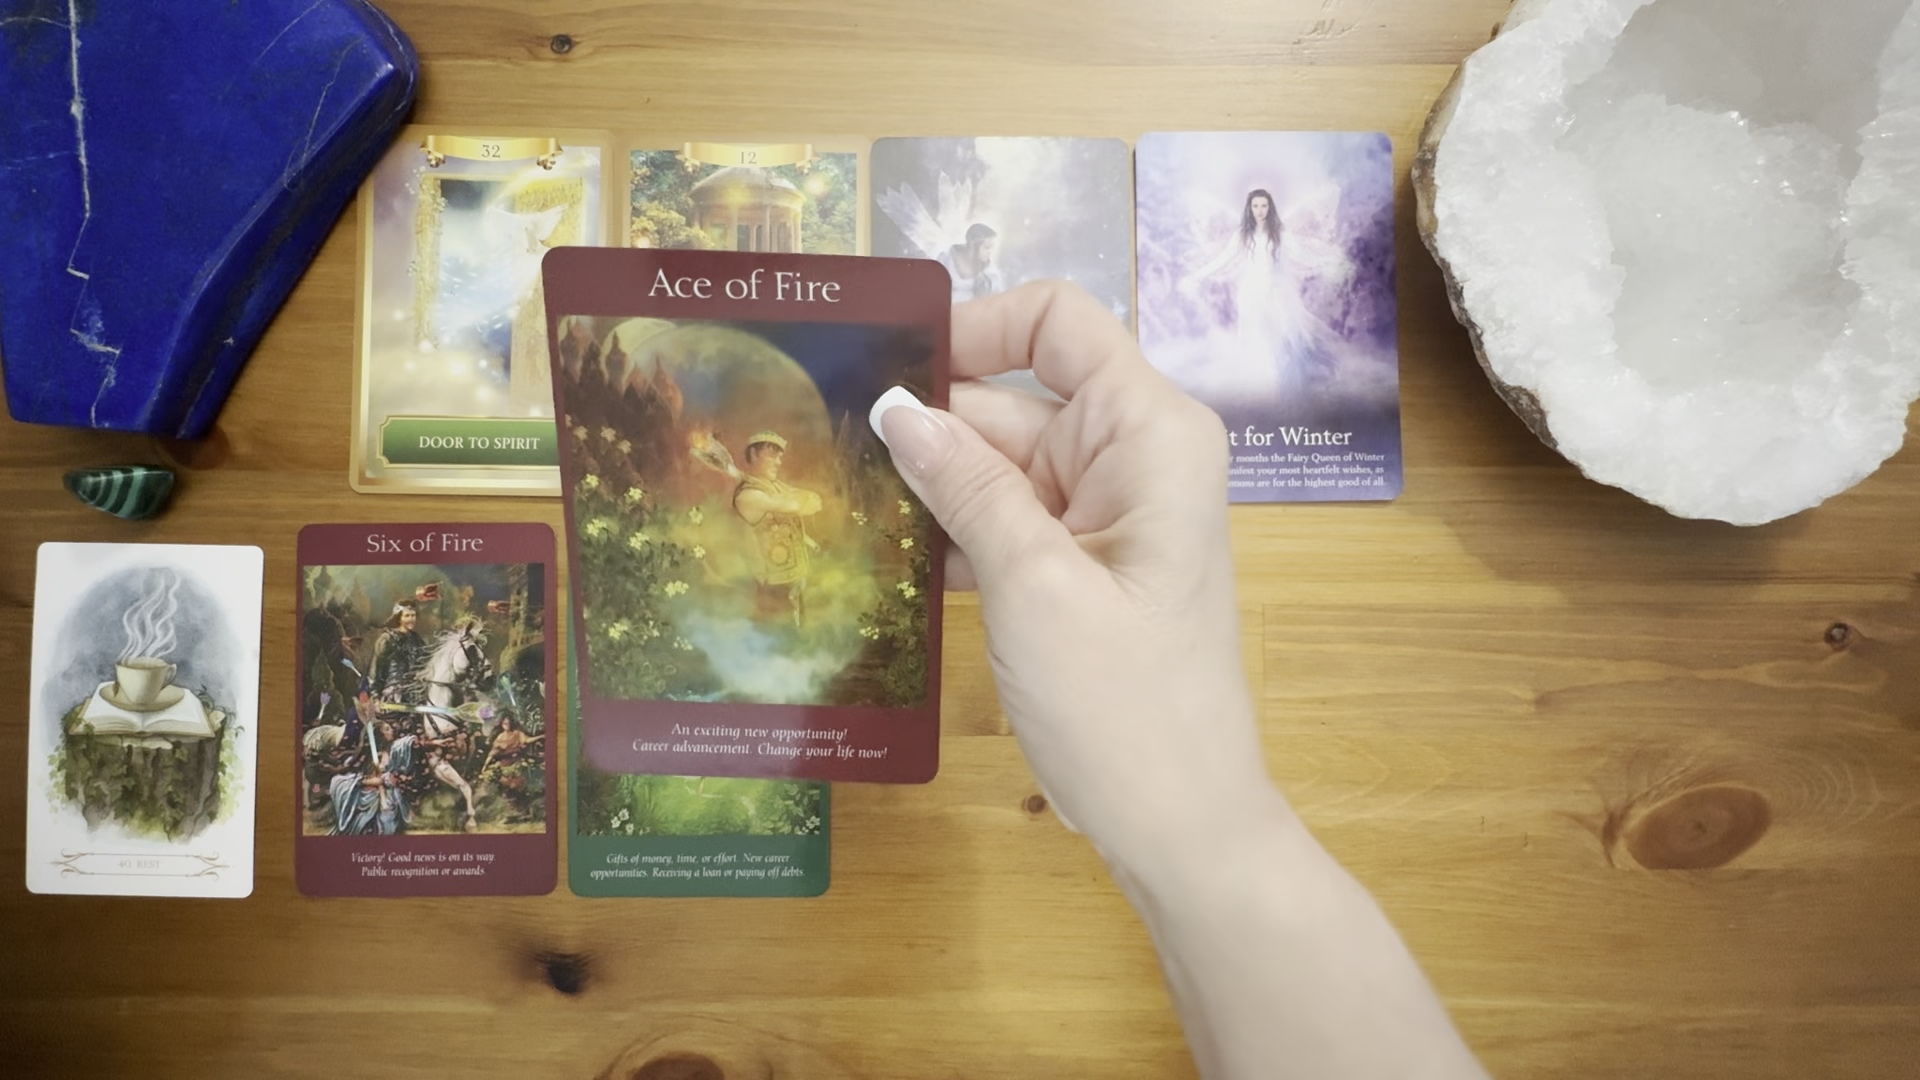 32
12
DOOR TO SPIRIT
Ace of Fire
An exciting new opportunity!
Career advancement. Change your life now!
t for Winter
months the Fairy Queen of Winter
your most heartfelt wishes, as
are for the highest good of all.
40. REST
Six of Fire
Victory! Good news is on its way.
Public recognition or awards.
Gifts of money, time, or effort. New career
opportunities. Receiving a loan or paying off debts.